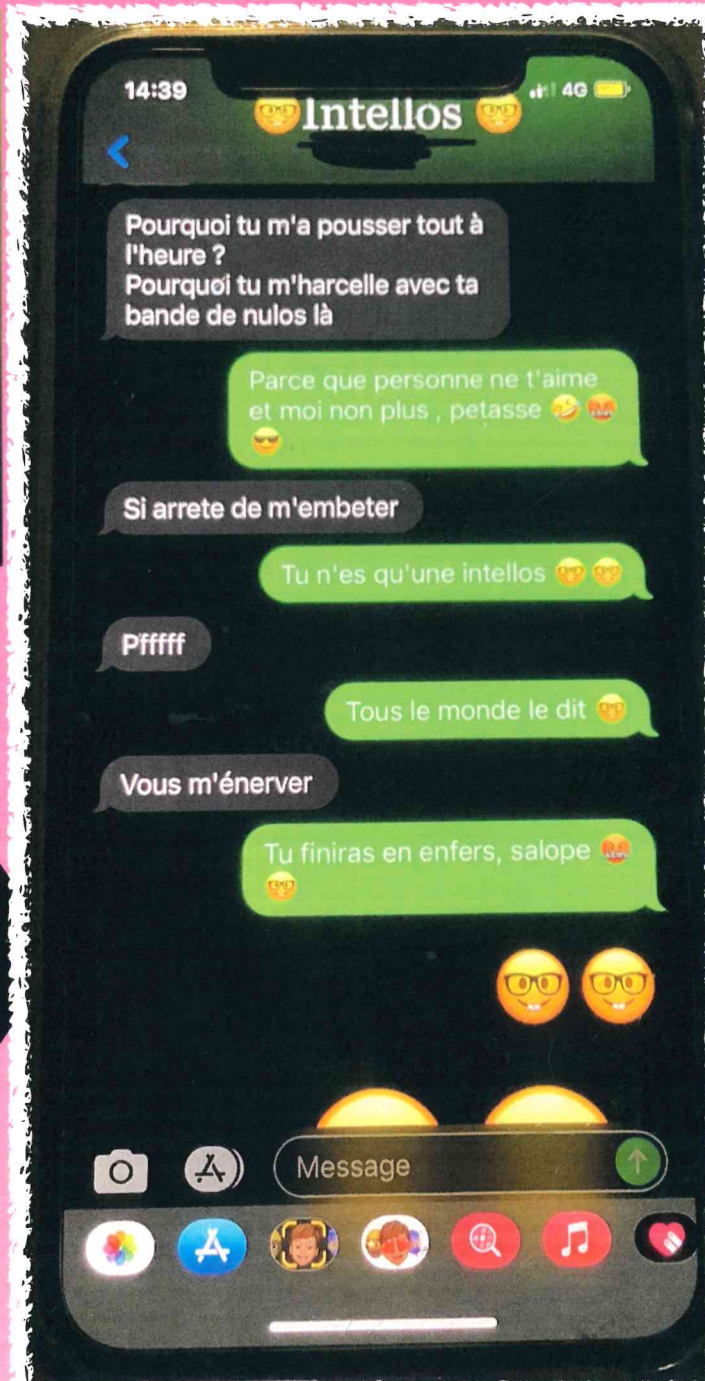 14:39
4G
🤓Intellos 🤓
Pourquoi tu m'a pousser tout à
l'heure ?
Pourquoi tu m'harcelle avec ta
bande de nulos là
Parce que personne ne t'aime
et moi non plus , petasse 🤣 🤬
😎
Si arrete de m'embeter
Tu n'es qu'une intellos 🤓 🤓
Pfffff
Tous le monde le dit 🤓
Vous m'énerver
Tu finiras en enfers, salope 🤬
🤓
🤓 🤓
Message